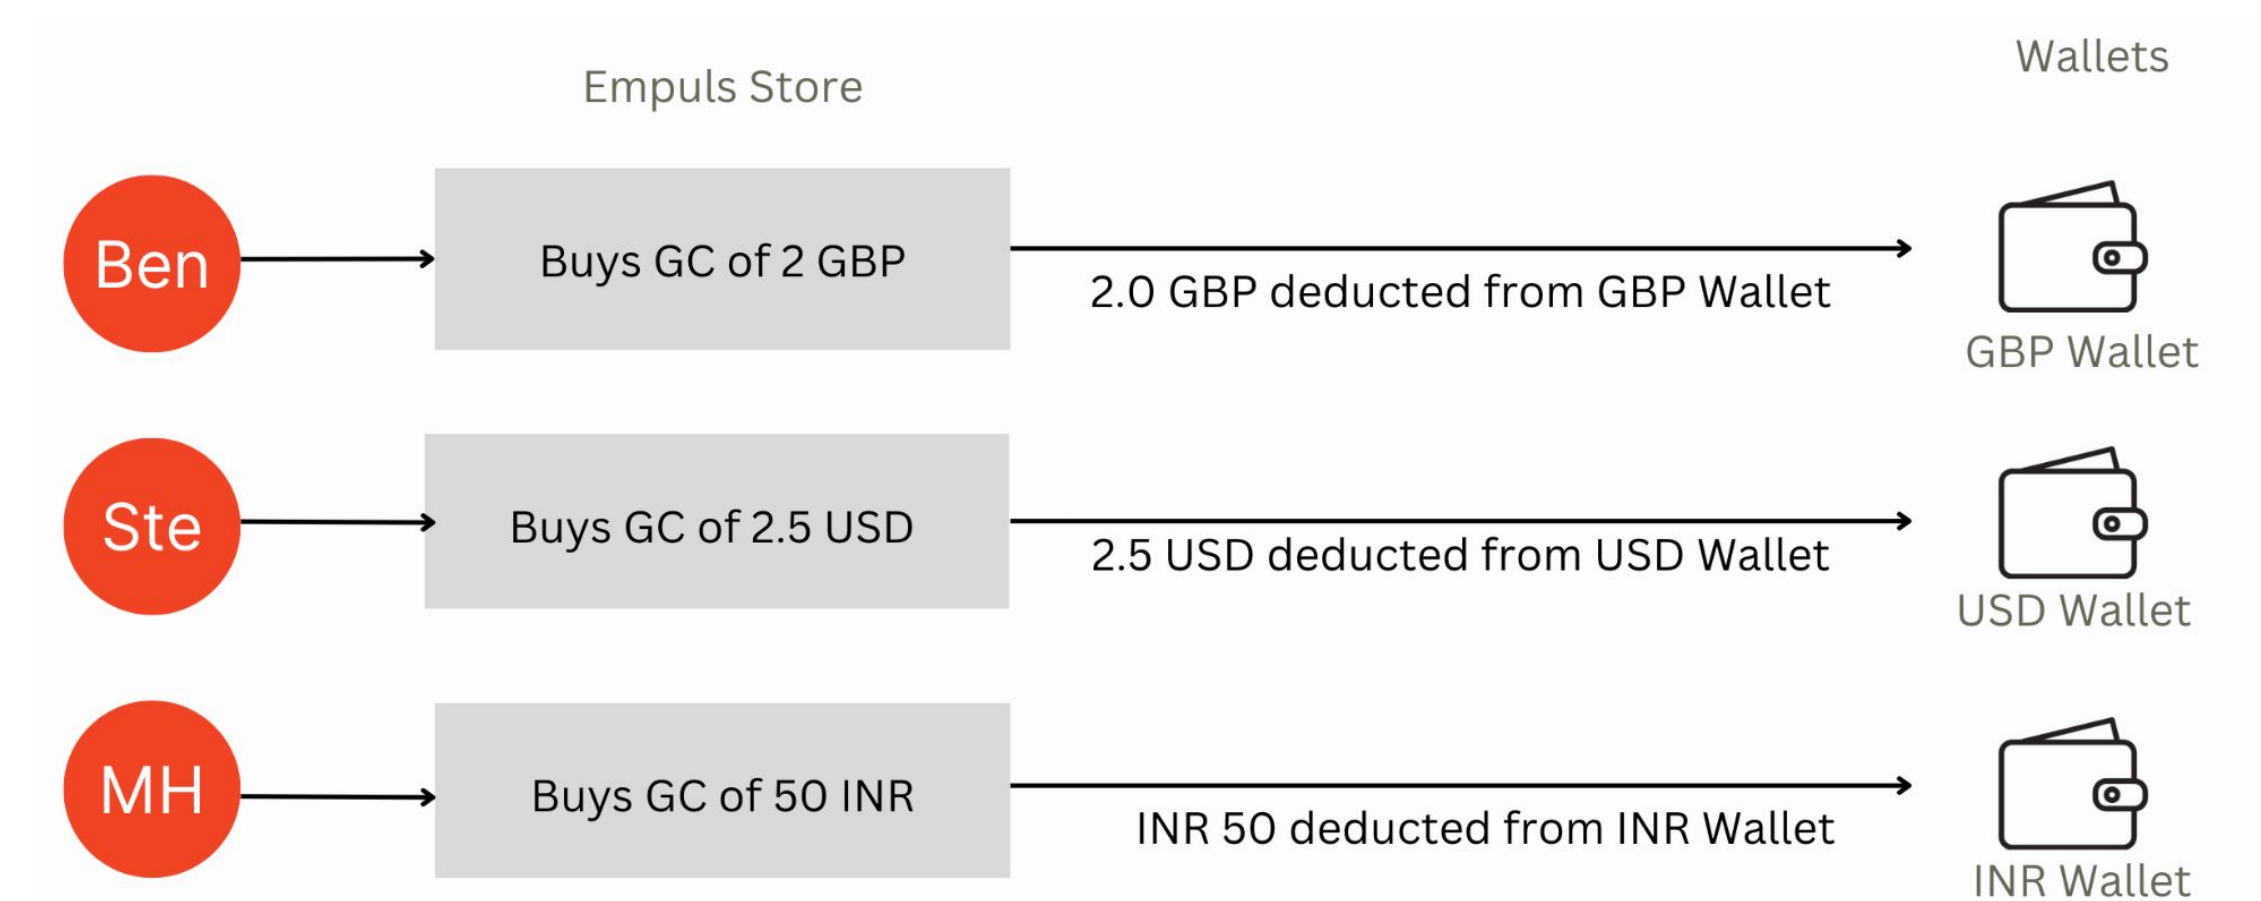 Empuls Store
Wallets
Ben
Buys GC of 2 GBP
2.0 GBP deducted from GBP Wallet
GBP Wallet
Ste
Buys GC of 2.5 USD
2.5 USD deducted from USD Wallet
USD Wallet
MH
Buys GC of 50 INR
INR 50 deducted from INR Wallet
INR Wallet